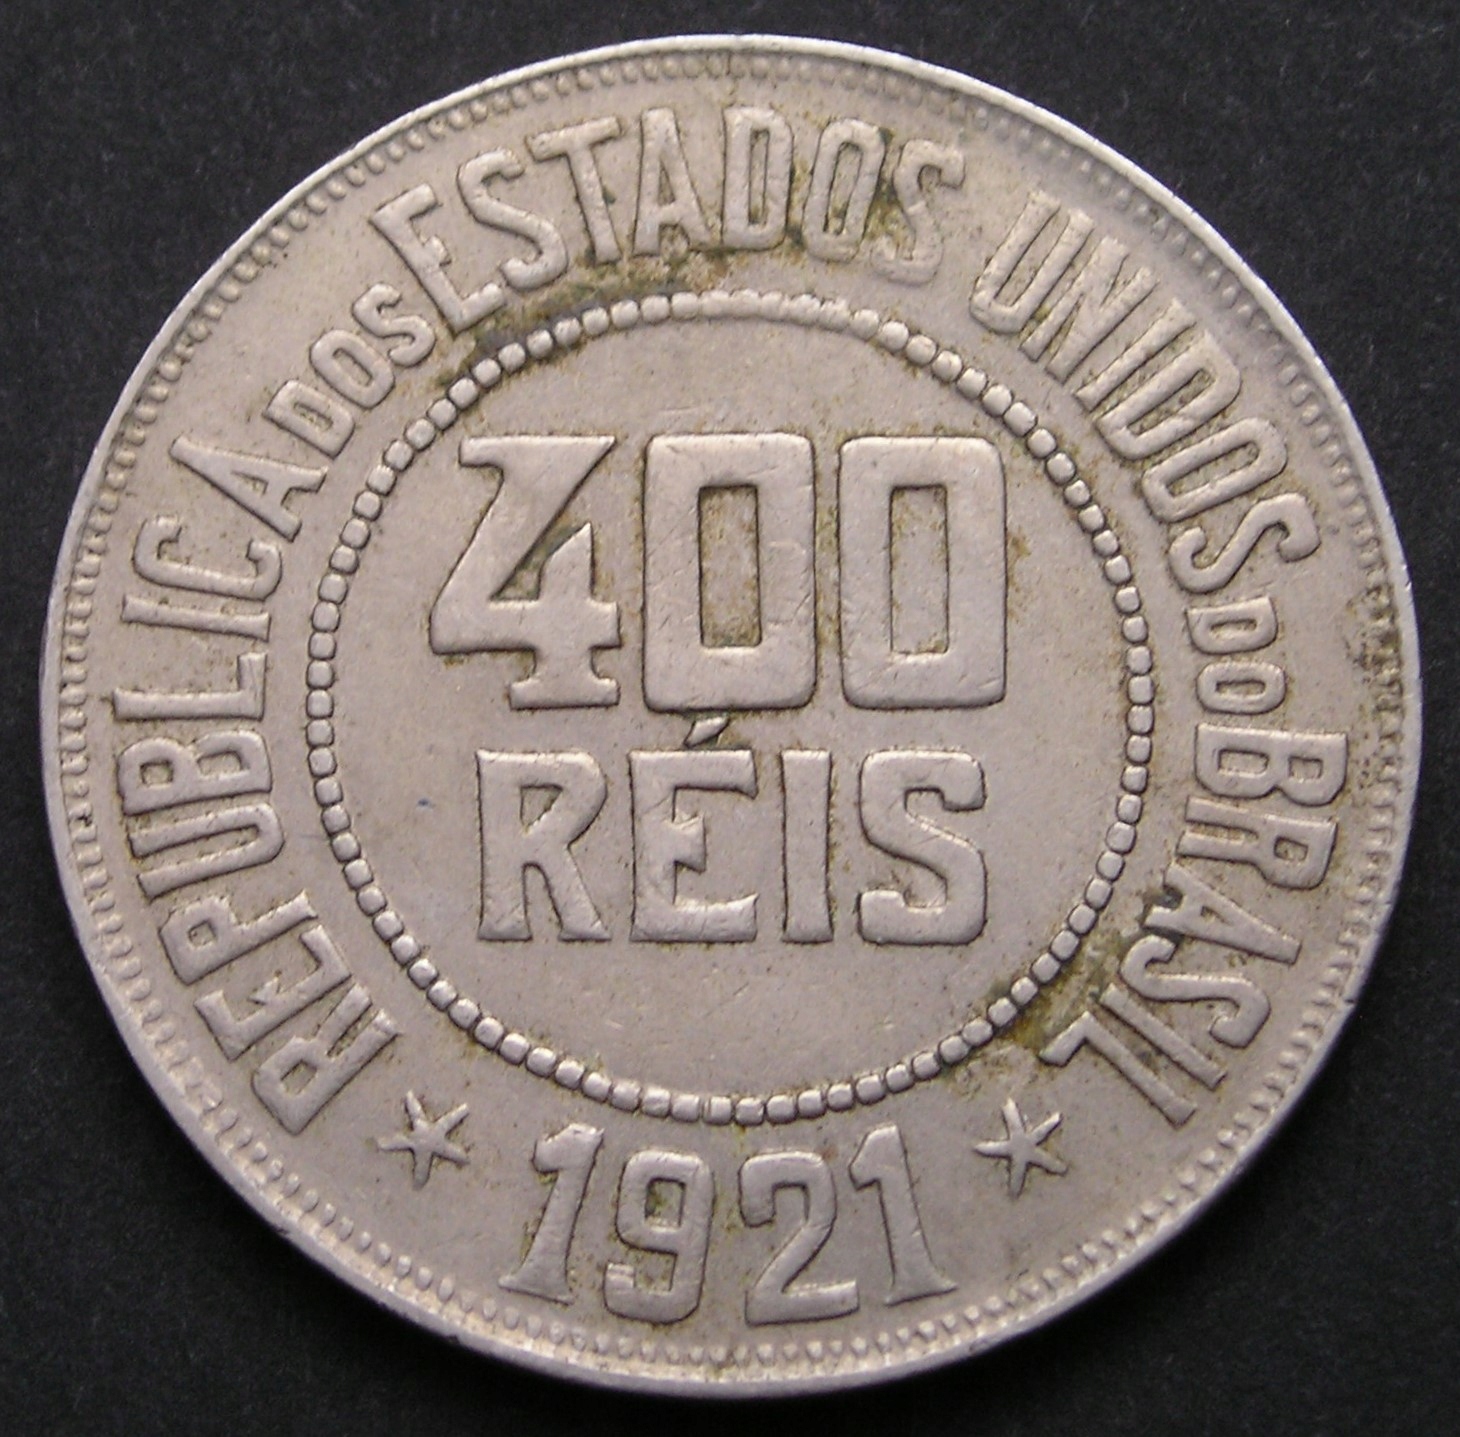 REPUBLICA DOS ESTADOS UNIDOS DO BRASIL
400
RÉIS
1921